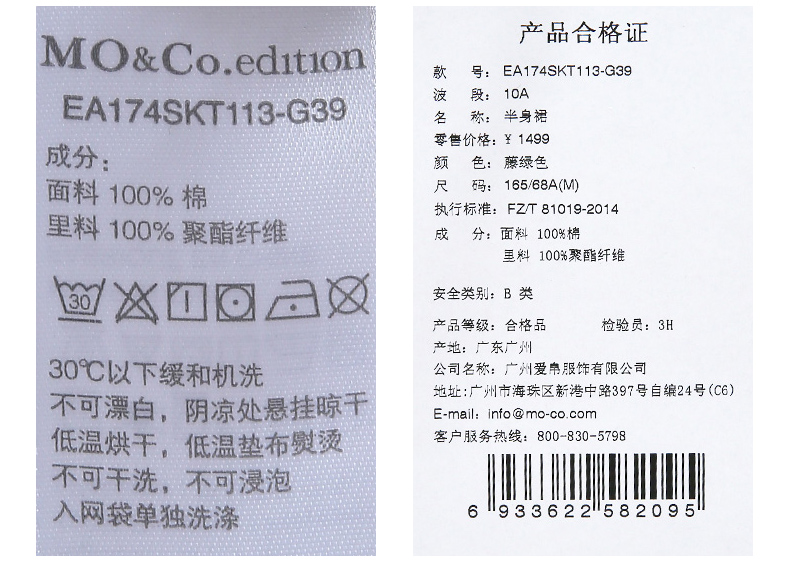 MO&Co.edition
EA174SKT113-G39
成分：
面料 100% 棉
里料 100% 聚酯纤维
30
30℃以下缓和机洗
不可漂白，阴凉处悬挂晾干
低温烘干，低温垫布熨烫
不可干洗，不可浸泡
入网袋单独洗涤
产品合格证
款 号：EA174SKT113-G39
波 段：10A
名 称：半身裙
零售价格：¥ 1499
颜 色：藤绿色
尺 码：165/68A(M)
执行标准：FZ/T 81019-2014
成 分：面料 100%棉
里料 100%聚酯纤维
安全类别：B 类
产品等级：合格品 检验员：3H
产地：广东广州
公司名称：广州爱帛服饰有限公司
地址:广州市海珠区新港中路397号自编24号(C6)
E-mail：info@mo-co.com
客户服务热线：800-830-5798
6 933622 582095